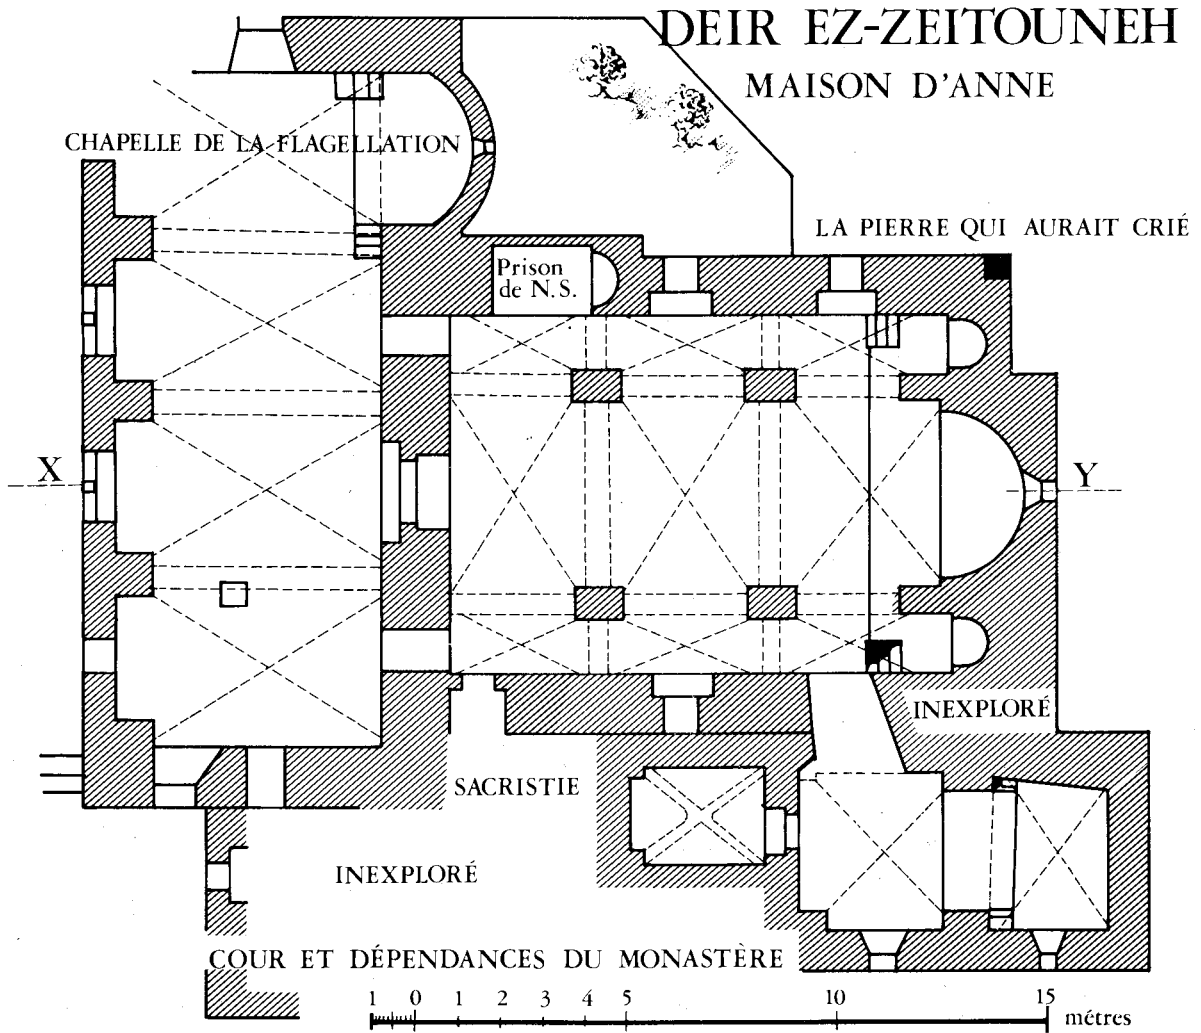 DEIR EZ-ZEITOUNEH
MAISON D'ANNE
CHAPELLE DE LA FLAGELLATION
LA PIERRE QUI AURAIT CRIÉ
Prison
de N.S.
X
Y
INEXPLORÉ
SACRISTIE
INEXPLORÉ
COUR ET DÉPENDANCES DU MONASTÈRE
1 0 1 2 3 4 5 10 15
métres